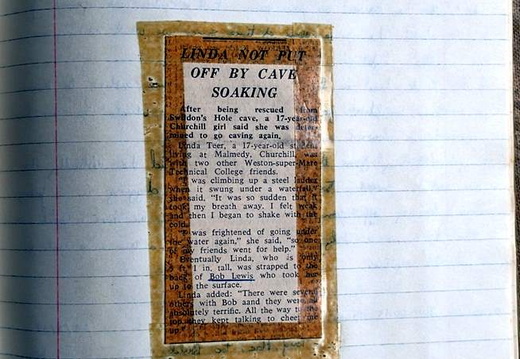 LINDA NOT PUT
OFF BY CAVE
SOAKING
After being rescued from
Swildon's Hole cave, a 17-year-old
Churchill girl said she was deter-
mined to go caving again.
Linda Teer, a 17-year-old
living at Malmedy, Churchill, was
with two other Weston-super-Mare
Technical College friends.
"I was climbing up a steel ladder
when it swung under a waterfall,"
she said. "It was so sudden that it
took my breath away. I felt weak
and then I began to shake with the
cold.
"I was frightened of going under
the water again," she said, "so one
of my friends went for help."
Eventually Linda, who is only
5 ft 1 in. tall, was strapped to the
back of Bob Lewis who took her
up to the surface.
Linda added: "There were several
others with Bob aand they were
absolutely terrific. All the way to the
top they kept talking to cheer me
up."